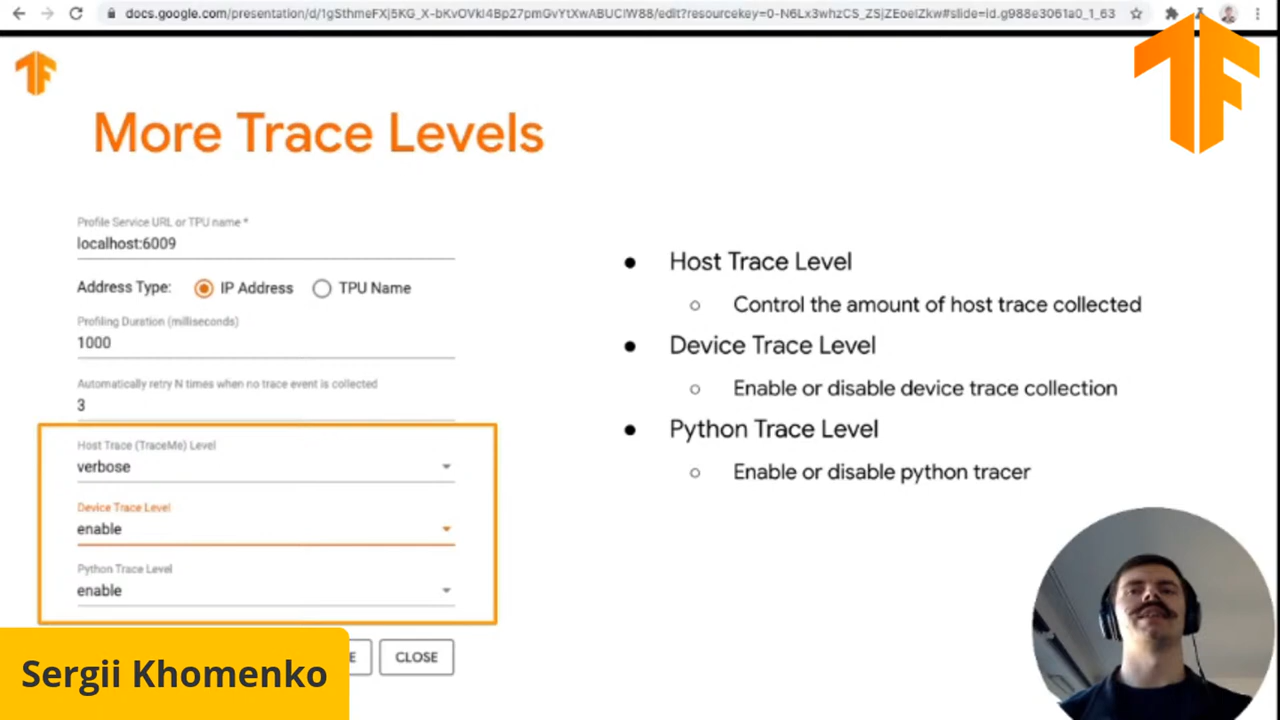 docs.google.com/presentation/d/1gSthmeFXj5KG_X-bKvOVkI4Bp27pmGvYtXwABUCIW88/edit?resourcekey=0-N6Lx3whzCS_ZSjZEoeIZkw#slide=id.g988e3061a0_1_63
More Trace Levels
Profile Service URL or TPU name *
localhost:6009
Address Type: IP Address TPU Name
Profiling Duration (milliseconds)
1000
Automatically retry N times when no trace event is collected
3
Host Trace (TraceMe) Level
verbose
Device Trace Level
enable
Python Trace Level
enable
E CLOSE
● Host Trace Level
○ Control the amount of host trace collected
● Device Trace Level
○ Enable or disable device trace collection
● Python Trace Level
○ Enable or disable python tracer
Sergii Khomenko